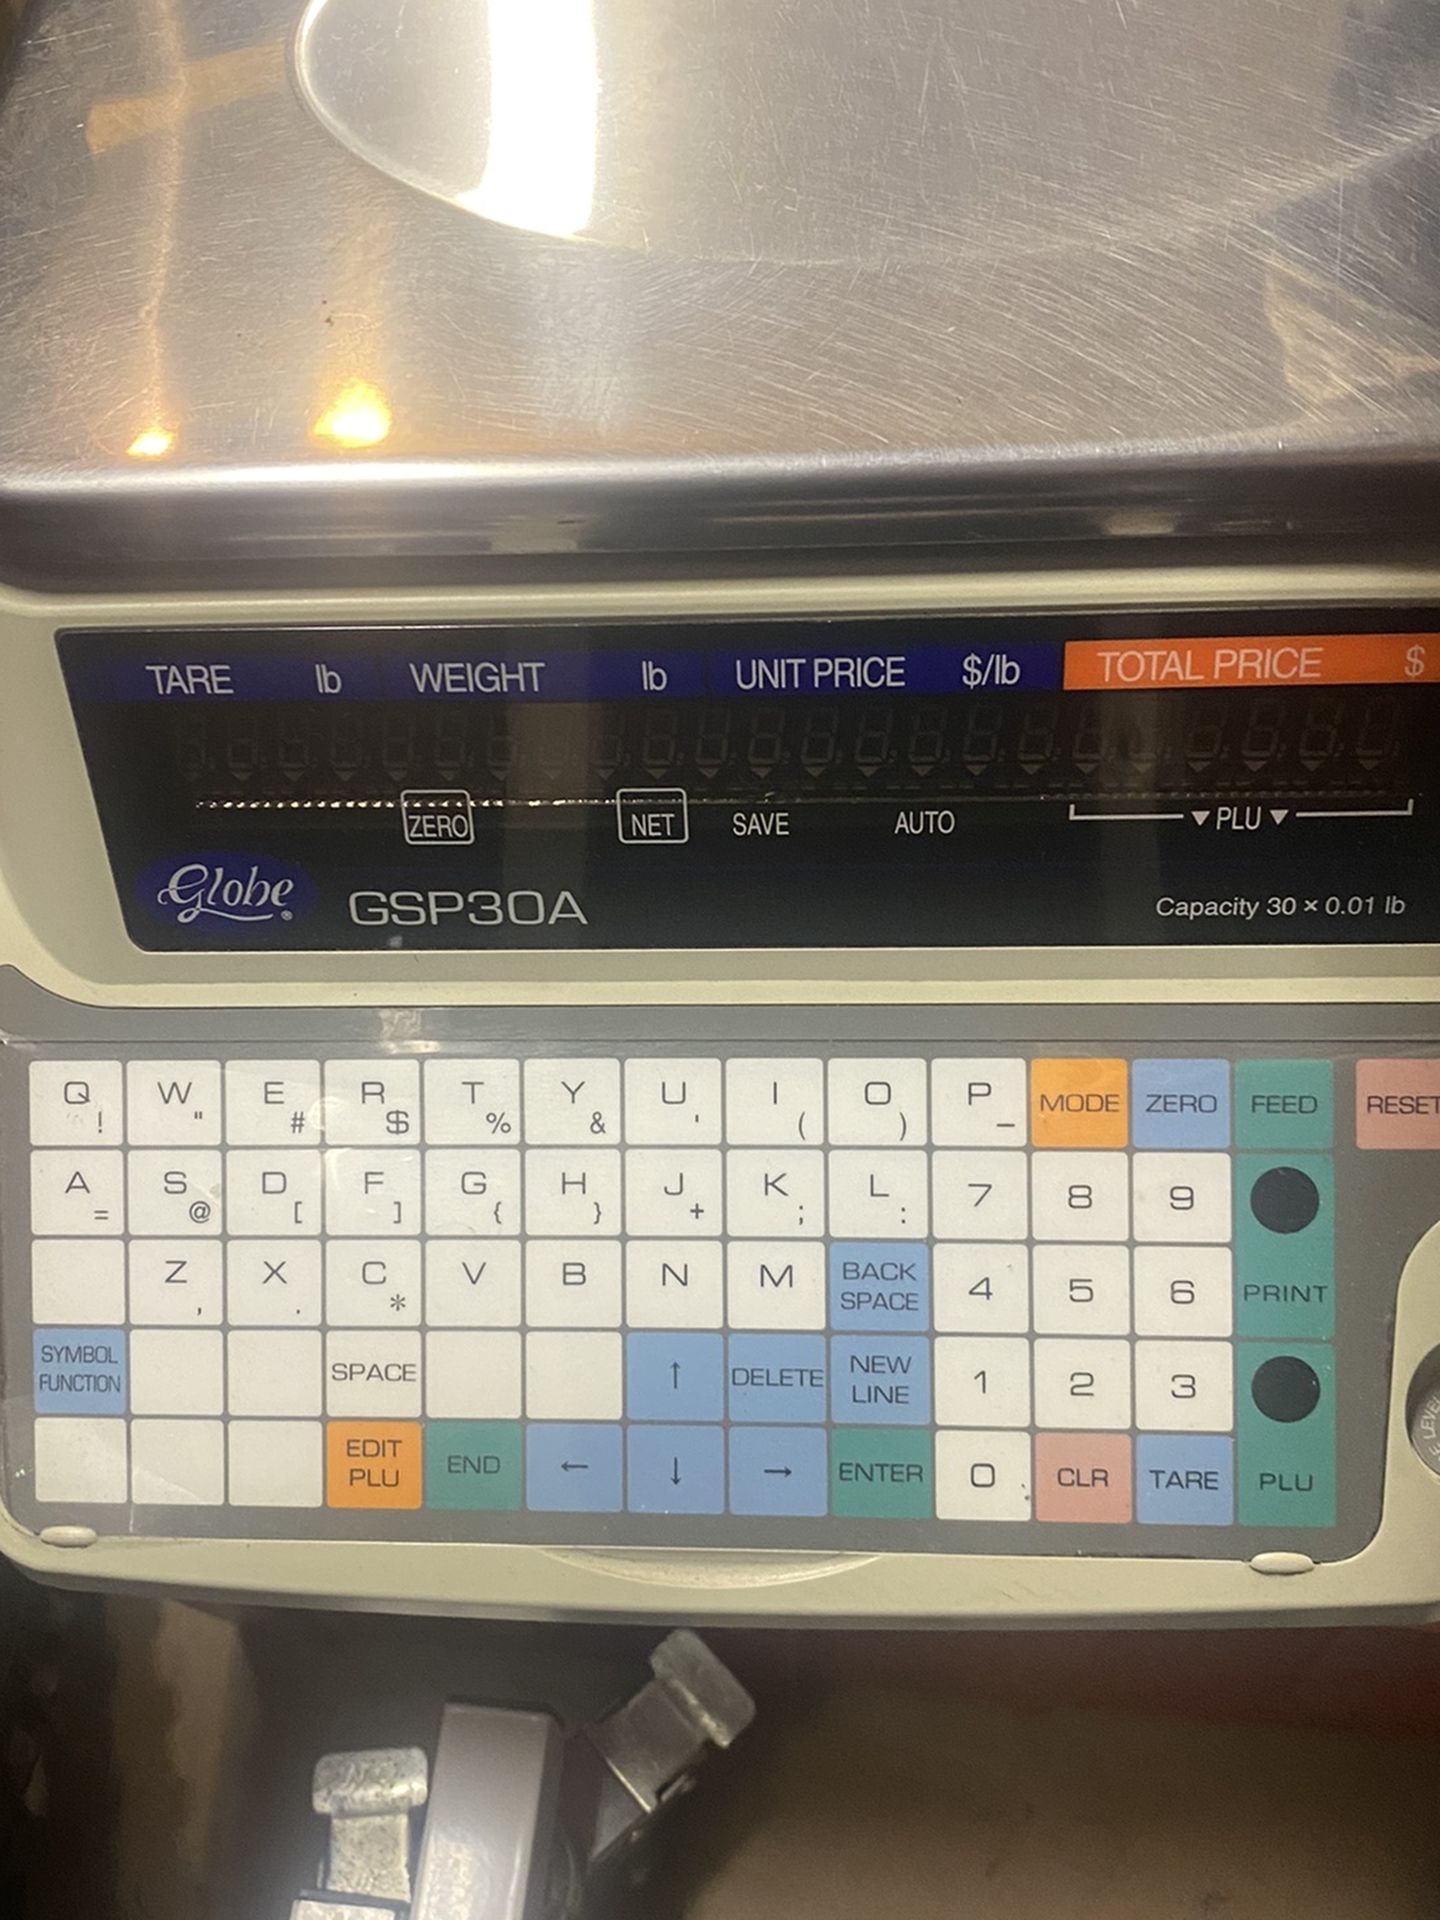 TARE lb WEIGHT lb UNIT PRICE $/lb TOTAL PRICE $
ZERO NET SAVE AUTO ▼PLU▼
Globe® GSP30A Capacity 30 × 0.01 lb
Q ! W " E # R $ T % Y & U ' I ( O ) P _ MODE ZERO FEED RESET
A = S @ D [ F ] G { H } J + K ; L : 7 8 9
Z , X . C * V B N M BACK SPACE 4 5 6 PRINT
SYMBOL FUNCTION SPACE ↑ DELETE NEW LINE 1 2 3
EDIT PLU END ← ↓ → ENTER 0 CLR TARE PLU
E LEVEL